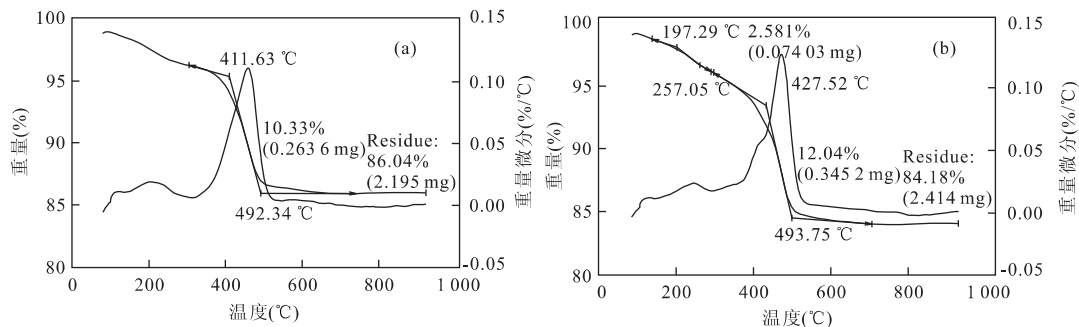 100
95
90
85
80
重量(%)
0
200
400
600
800
1 000
温度(℃)
0.15
0.10
0.05
0.00
-0.05
重量微分(%/℃)
(a)
411.63 ℃
10.33%
(0.263 6 mg)
Residue:
86.04%
(2.195 mg)
492.34 ℃
100
95
90
85
80
重量(%)
0
200
400
600
800
1 000
温度(℃)
0.15
0.10
0.05
0.00
-0.05
重量微分(%/℃)
(b)
197.29 ℃
2.581%
(0.074 03 mg)
257.05 ℃
427.52 ℃
12.04%
(0.345 2 mg)
Residue:
84.18%
(2.414 mg)
493.75 ℃